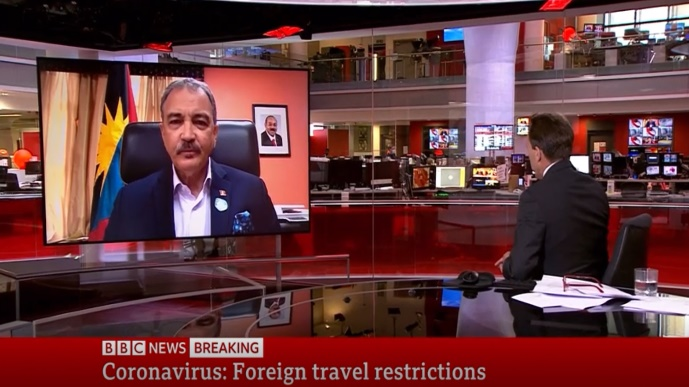 BBC NEWS BREAKING
Coronavirus: Foreign travel restrictions